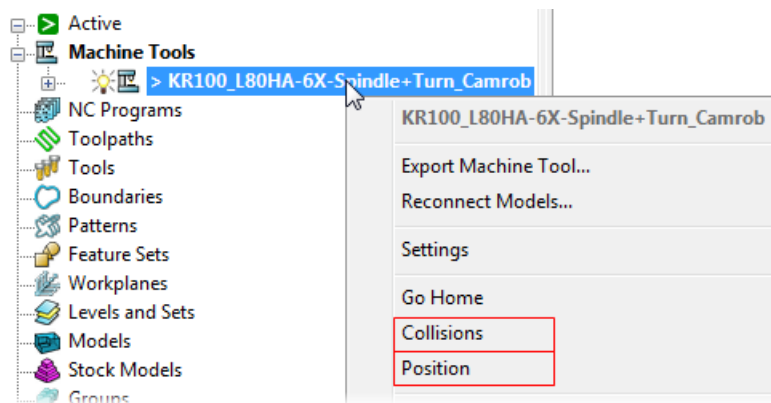 Active
Machine Tools
> KR100_L80HA-6X-Spindle+Turn_Camrob
NC Programs
Toolpaths
Tools
Boundaries
Patterns
Feature Sets
Workplanes
Levels and Sets
Models
Stock Models
Groups
KR100_L80HA-6X-Spindle+Turn_Camrob
Export Machine Tool...
Reconnect Models...
Settings
Go Home
Collisions
Position